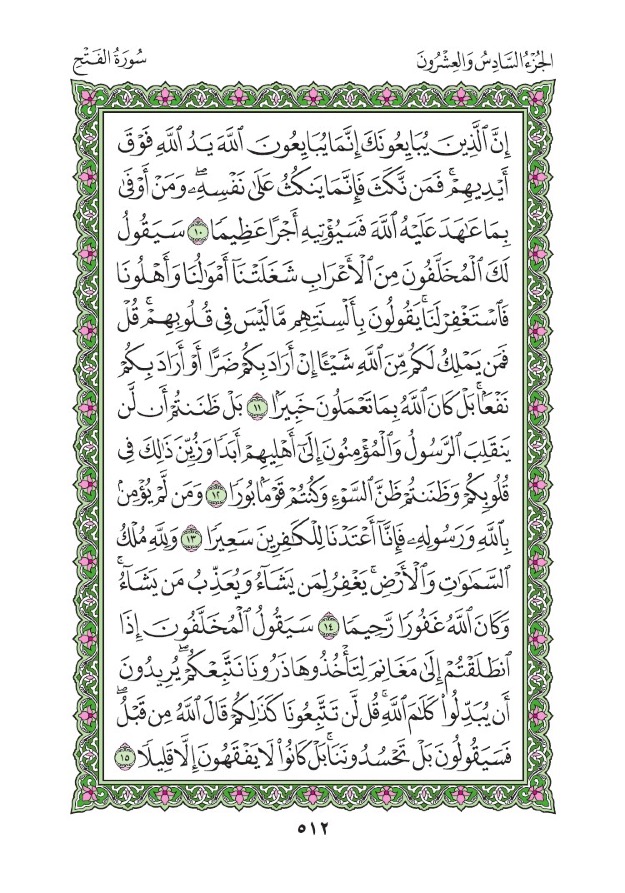 الجُزْءُ السَّادِسُ وَالعِشْرُونَ
سُورَةُ الفَتْحِ
إِنَّ ٱلَّذِينَ يُبَايِعُونَكَ إِنَّمَا يُبَايِعُونَ ٱللَّهَ يَدُ ٱللَّهِ فَوْقَ
أَيْدِيهِمْۚ فَمَن نَّكَثَ فَإِنَّمَا يَنكُثُ عَلَىٰ نَفْسِهِۦۖ وَمَنْ أَوْفَىٰ
بِمَا عَٰهَدَ عَلَيْهُ ٱللَّهَ فَسَيُؤْتِيهِ أَجْرًا عَظِيمًا ١٠ سَيَقُولُ
لَكَ ٱلْمُخَلَّفُونَ مِنَ ٱلْأَعْرَابِ شَغَلَتْنَآ أَمْوَٰلُنَا وَأَهْلُونَا
فَٱسْتَغْفِرْ لَنَاۚ يَقُولُونَ بِأَلْسِنَتِهِم مَّا لَيْسَ فِى قُلُوبِهِمْۚ قُلْ
فَمَن يَمْلِكُ لَكُم مِّنَ ٱللَّهِ شَيْـًٔا إِنْ أَرَادَ بِكُمْ ضَرًّا أَوْ أَرَادَ بِكُمْ
نَفْعًۢاۚ بَلْ كَانَ ٱللَّهُ بِمَا تَعْمَلُونَ خَبِيرًۢا ١١ بَلْ ظَنَنتُمْ أَن لَّن
يَنقَلِبَ ٱلرَّسُولُ وَٱلْمُؤْمِنُونَ إِلَىٰٓ أَهْلِيهِمْ أَبَدًا وَزُيِّنَ ذَٰلِكَ فِى
قُلُوبِكُمْ وَظَنَنتُمْ ظَنَّ ٱلسَّوْءِ وَكُنتُمْ قَوْمًۢا بُورًا ١٢ وَمَن لَّمْ يُؤْمِنۢ
بِٱللَّهِ وَرَسُولِهِۦ فَإِنَّآ أَعْتَدْنَا لِلْكَٰفِرِينَ سَعِيرًا ١٣ وَلِلَّهِ مُلْكُ
ٱلسَّمَٰوَٰتِ وَٱلْأَرْضِۚ يَغْفِرُ لِمَن يَشَآءُ وَيُعَذِّبُ مَن يَشَآءُۚ
وَكَانَ ٱللَّهُ غَفُورًا رَّحِيمًا ١٤ سَيَقُولُ ٱلْمُخَلَّفُونَ إِذَا
ٱنطَلَقْتُمْ إِلَىٰ مَغَانِمَ لِتَأْخُذُوهَا ذَرُونَا نَتَّبِعْكُمْۖ يُرِيدُونَ
أَن يُبَدِّلُوا۟ كَلَٰمَ ٱللَّهِۚ قُل لَّن تَتَّبِعُونَا كَذَٰلِكُمْ قَالَ ٱللَّهُ مِن قَبْلُۖ
فَسَيَقُولُونَ بَلْ تَحْسُدُونَنَاۚ بَلْ كَانُوا۟ لَا يَفْقَهُونَ إِلَّا قَلِيلًا ١٥
٥١٢